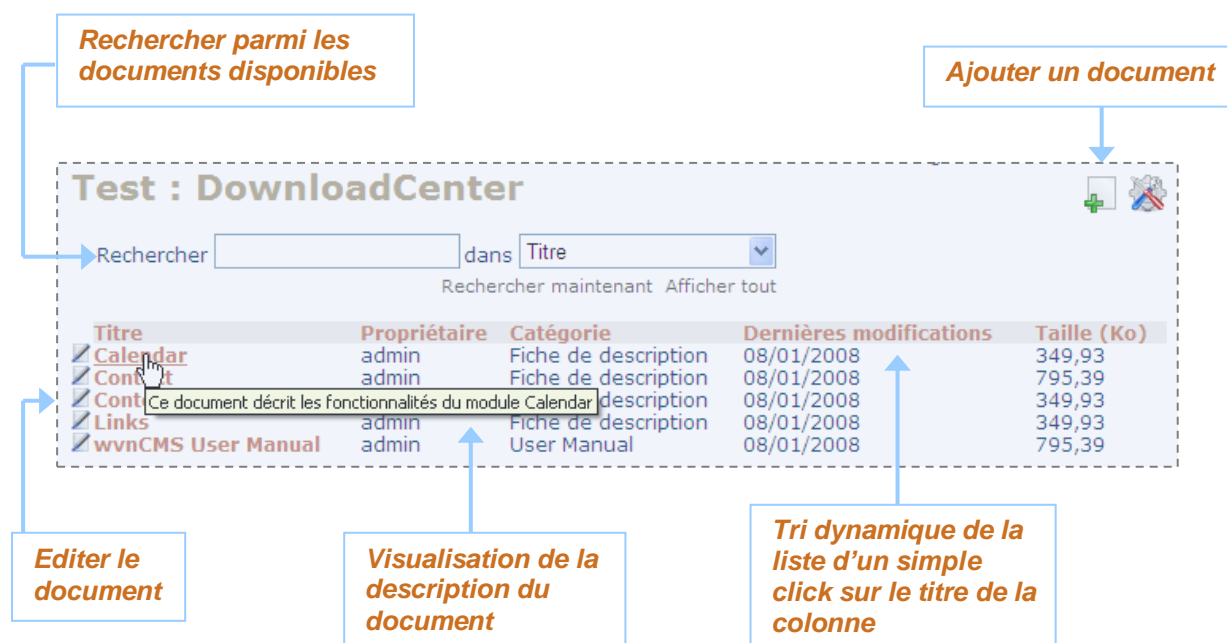 Rechercher parmi les
documents disponibles
Ajouter un document
Test : DownloadCenter
Rechercher dans Titre
Rechercher maintenant Afficher tout
Titre Propriétaire Catégorie Dernières modifications Taille (Ko)
Calendar admin Fiche de description 08/01/2008 349,93
admin Fiche de description 08/01/2008 795,39
Ce document décrit les fonctionnalités du module Calendar description 08/01/2008 349,93
Links admin Fiche de description 08/01/2008 349,93
wvnCMS User Manual admin User Manual 08/01/2008 795,39
Editer le
document
Visualisation de la
description du
document
Tri dynamique de la
liste d'un simple
click sur le titre de la
colonne